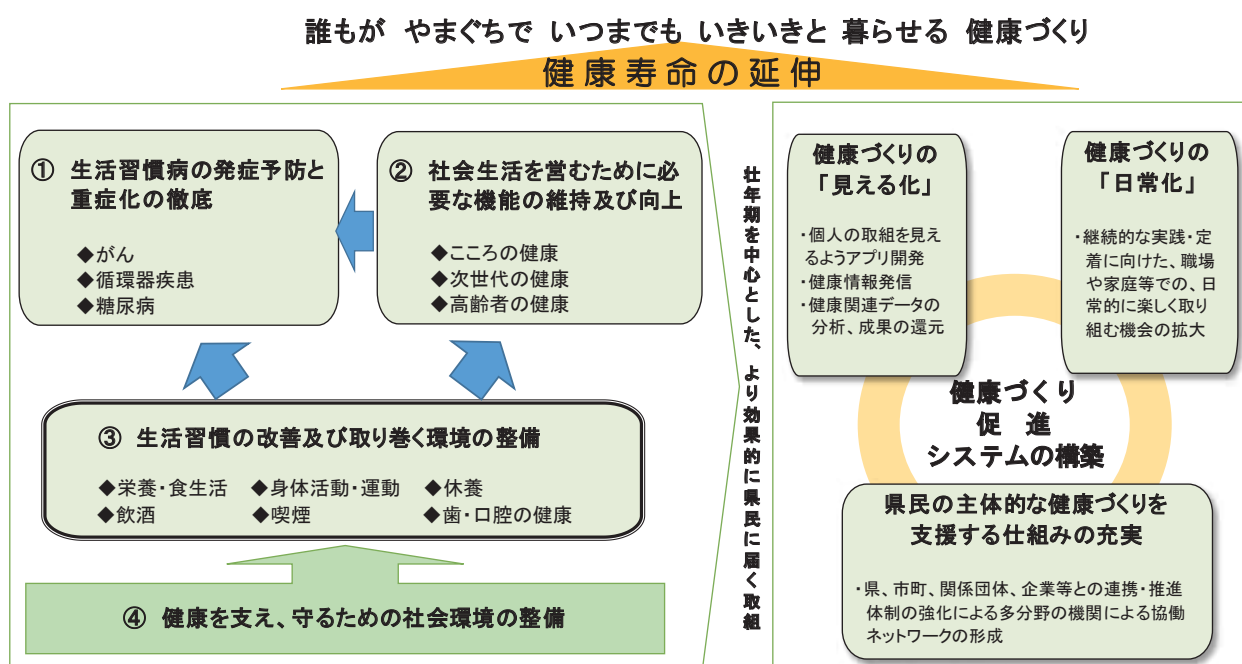 誰もが やまぐちで いつまでも いきいきと 暮らせる 健康づくり
健康寿命の延伸
① 生活習慣病の発症予防と
重症化の徹底
◆がん
◆循環器疾患
◆糖尿病
② 社会生活を営むために必
要な機能の維持及び向上
◆こころの健康
◆次世代の健康
◆高齢者の健康
③ 生活習慣の改善及び取り巻く環境の整備
◆栄養・食生活 ◆身体活動・運動 ◆休養
◆飲酒 ◆喫煙 ◆歯・口腔の健康
④ 健康を支え、守るための社会環境の整備
壮年期を中心とした、より効果的に県民に届く取組
健康づくりの
「見える化」
・個人の取組を見え
るようアプリ開発
・健康情報発信
・健康関連データの
分析、成果の還元
健康づくりの
「日常化」
・継続的な実践・定
着に向けた、職場
や家庭等での、日
常的に楽しく取り
組む機会の拡大
健康づくり
促 進
システムの構築
県民の主体的な健康づくりを
支援する仕組みの充実
・県、市町、関係団体、企業等との連携・推進
体制の強化による多分野の機関による協働
ネットワークの形成